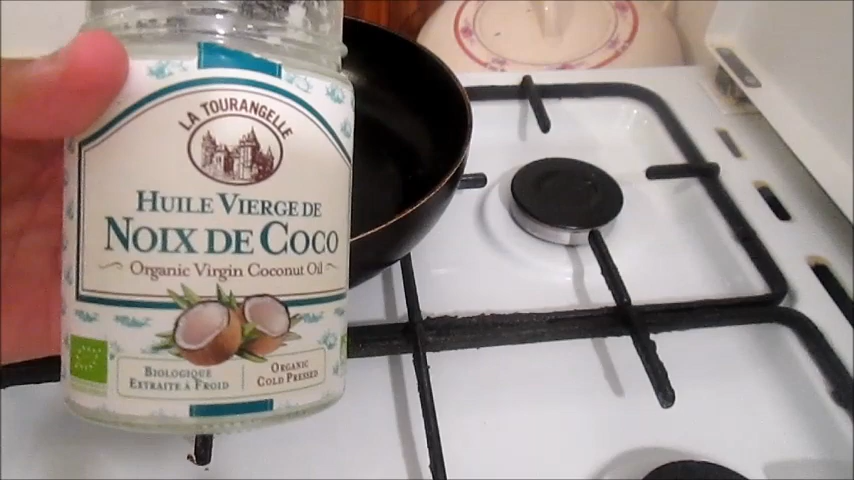 LA TOURANGELLE
HUILE VIERGE DE
NOIX DE COCO
Organic Virgin Coconut Oil
BIOLOGIQUE
EXTRAITE À FROID
ORGANIC
COLD PRESSED